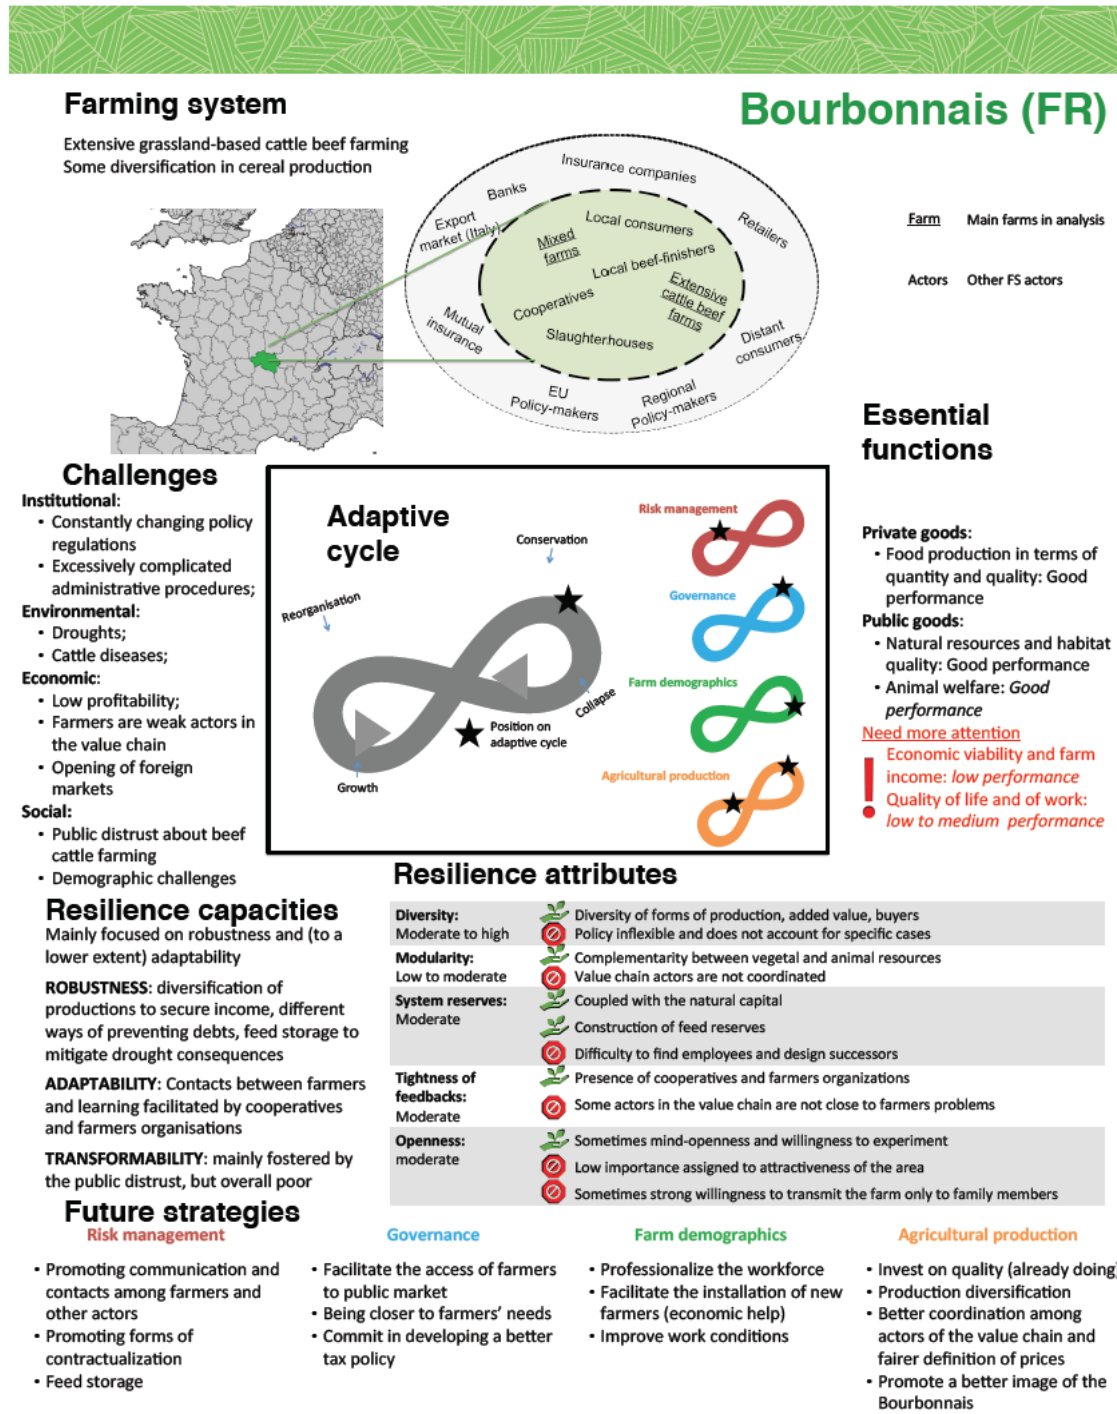 Farming system
Bourbonnais (FR)
Extensive grassland-based cattle beef farming
Some diversification in cereal production
Insurance companies
Banks
Export
market (Italy)
Retailers
Local consumers
Mixed
farms
Local beef-finishers
Extensive
cattle beef
farms
Cooperatives
Slaughterhouses
Mutual
insurance
Distant
consumers
EU
Policy-makers
Regional
Policy-makers
Farm Main farms in analysis
Actors Other FS actors
Essential
functions
Private goods:
• Food production in terms of
quantity and quality: Good
performance
Public goods:
• Natural resources and habitat
quality: Good performance
• Animal welfare: Good
performance
Need more attention
! Economic viability and farm
income: low performance
Quality of life and of work:
low to medium performance
Challenges
Institutional:
• Constantly changing policy
regulations
• Excessively complicated
administrative procedures;
Environmental:
• Droughts;
• Cattle diseases;
Economic:
• Low profitability;
• Farmers are weak actors in
the value chain
• Opening of foreign
markets
Social:
• Public distrust about beef
cattle farming
• Demographic challenges
Adaptive
cycle
Conservation
Reorganisation
Collapse
Position on
adaptive cycle
Growth
Risk management
Governance
Farm demographics
Agricultural production
Resilience capacities
Mainly focused on robustness and (to a
lower extent) adaptability
ROBUSTNESS: diversification of
productions to secure income, different
ways of preventing debts, feed storage to
mitigate drought consequences
ADAPTABILITY: Contacts between farmers
and learning facilitated by cooperatives
and farmers organisations
TRANSFORMABILITY: mainly fostered by
the public distrust, but overall poor
Resilience attributes
Diversity:
Moderate to high
Diversity of forms of production, added value, buyers
Policy inflexible and does not account for specific cases
Modularity:
Low to moderate
Complementarity between vegetal and animal resources
Value chain actors are not coordinated
System reserves:
Moderate
Coupled with the natural capital
Construction of feed reserves
Difficulty to find employees and design successors
Tightness of
feedbacks:
Moderate
Presence of cooperatives and farmers organizations
Some actors in the value chain are not close to farmers problems
Openness:
moderate
Sometimes mind-openness and willingness to experiment
Low importance assigned to attractiveness of the area
Sometimes strong willingness to transmit the farm only to family members
Future strategies
Risk management
• Promoting communication and
contacts among farmers and
other actors
• Promoting forms of
contractualization
• Feed storage
Governance
• Facilitate the access of farmers
to public market
• Being closer to farmers' needs
• Commit in developing a better
tax policy
Farm demographics
• Professionalize the workforce
• Facilitate the installation of new
farmers (economic help)
• Improve work conditions
Agricultural production
• Invest on quality (already doing)
• Production diversification
• Better coordination among
actors of the value chain and
fairer definition of prices
• Promote a better image of the
Bourbonnais